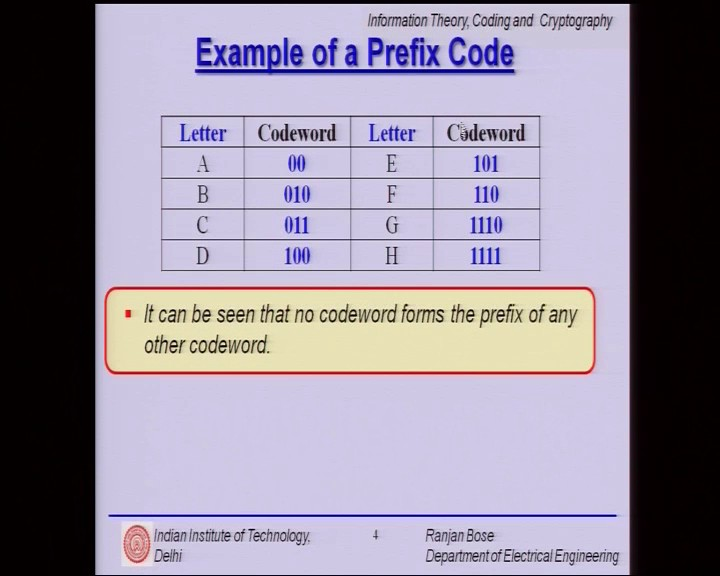 Information Theory, Coding and Cryptography
Example of a Prefix Code
Letter Codeword Letter Codeword
A 00 E 101
B 010 F 110
C 011 G 1110
D 100 H 1111
It can be seen that no codeword forms the prefix of any
other codeword.
Indian Institute of Technology,
Delhi
4
Ranjan Bose
Department of Electrical Engineering